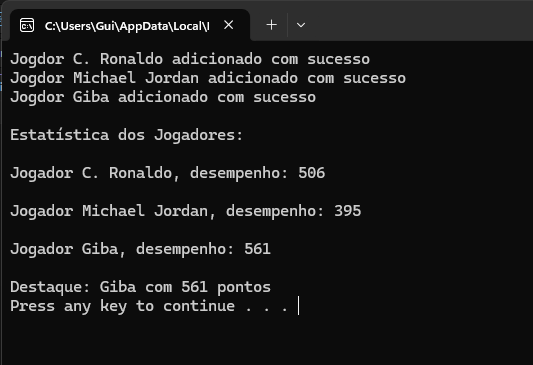 C:\Users\Gui\AppData\Local\I
Jogdor C. Ronaldo adicionado com sucesso
Jogdor Michael Jordan adicionado com sucesso
Jogdor Giba adicionado com sucesso
Estatística dos Jogadores:
Jogador C. Ronaldo, desempenho: 506
Jogador Michael Jordan, desempenho: 395
Jogador Giba, desempenho: 561
Destaque: Giba com 561 pontos
Press any key to continue . . .